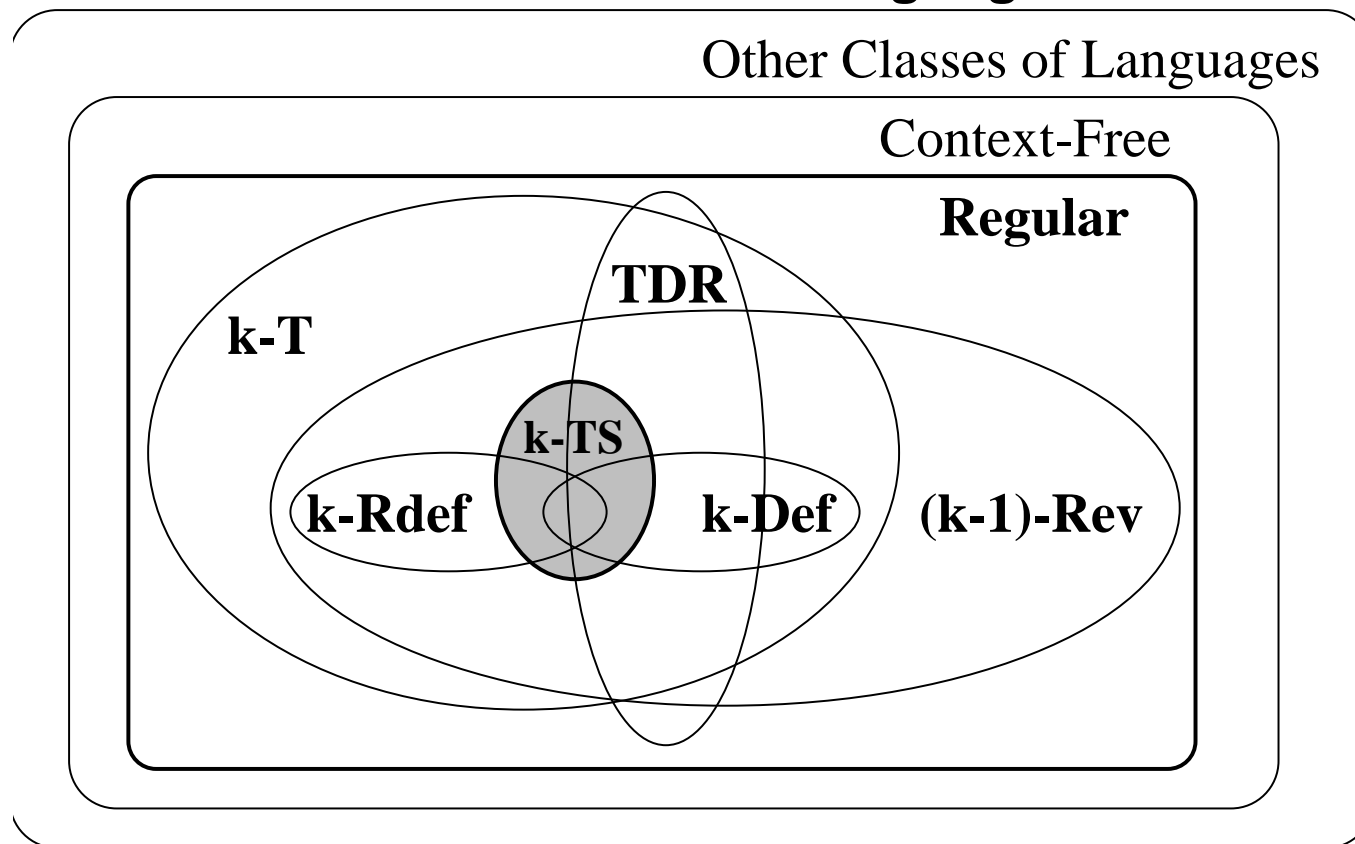 Other Classes of Languages
Context-Free
Regular
TDR
k-T
k-TS
k-Rdef
k-Def
(k-1)-Rev